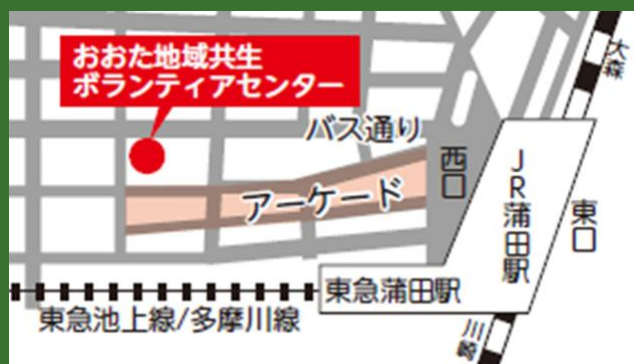 おおた地域共生
ボランティアセンター
大森
バス通り
西口
JR蒲田駅
東口
アーケード
東急蒲田駅
東急池上線/多摩川線
川崎